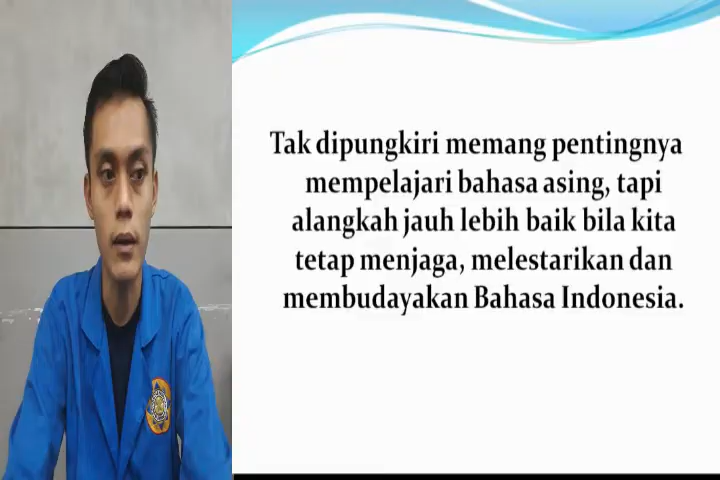 Tak dipungkiri memang pentingnya
mempelajari bahasa asing, tapi
alangkah jauh lebih baik bila kita
tetap menjaga, melestarikan dan
membudayakan Bahasa Indonesia.